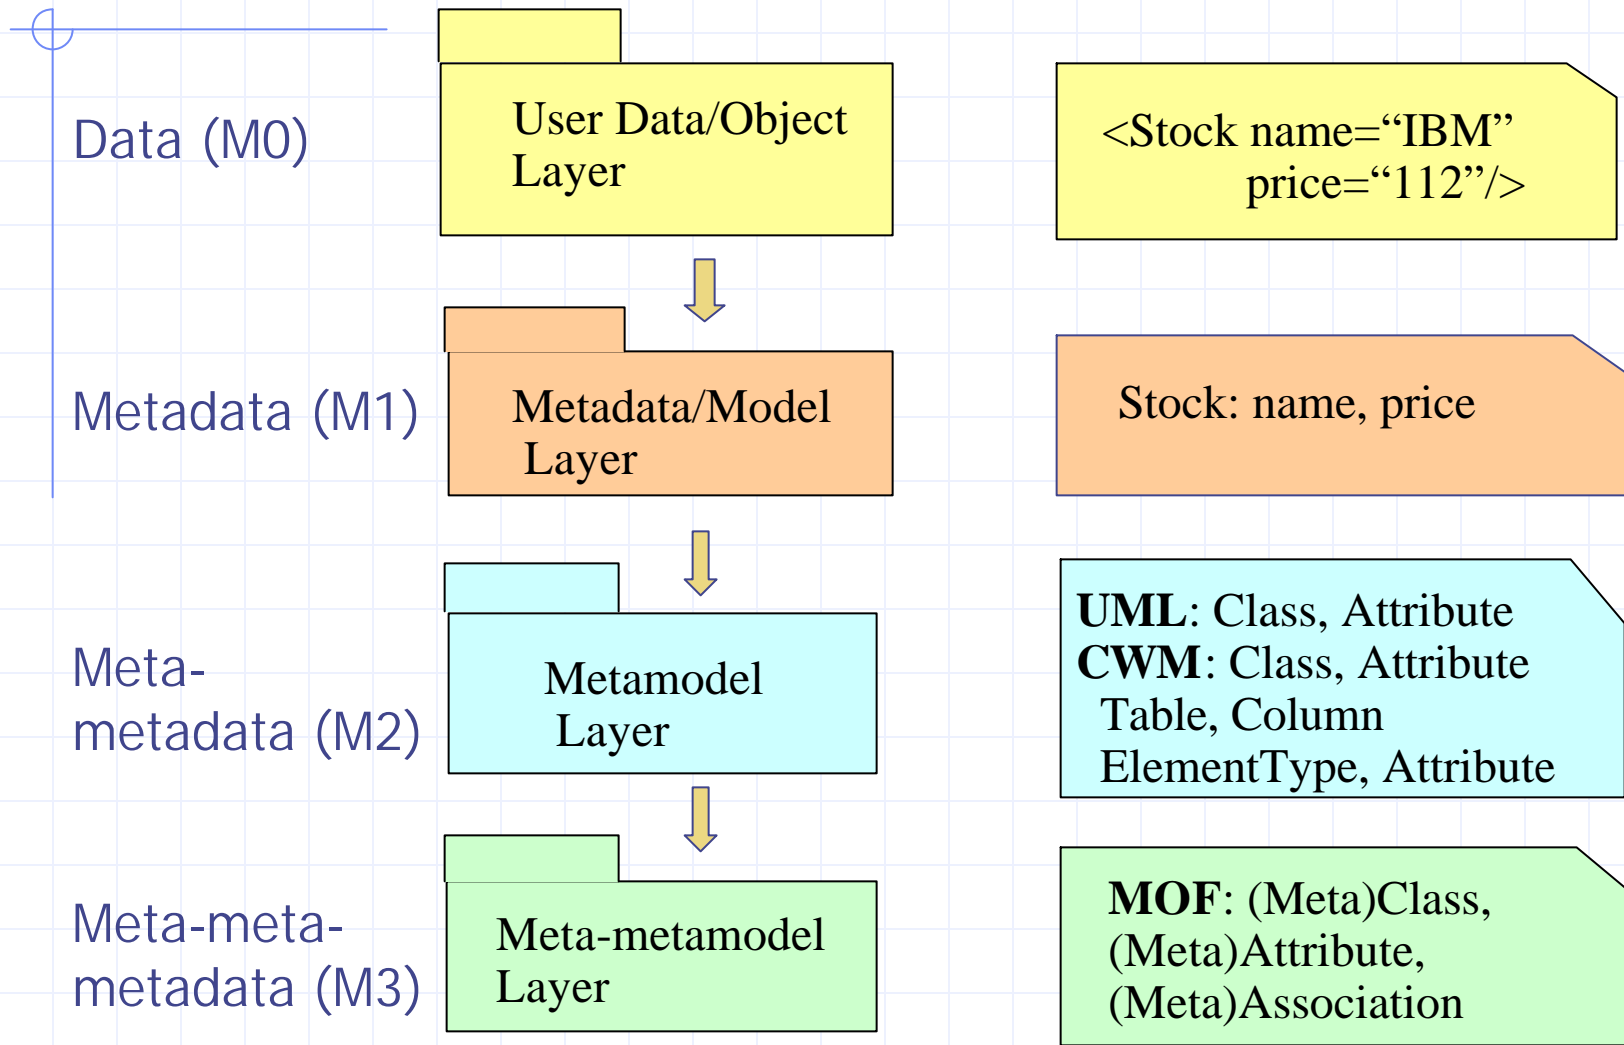 Data (M0)
User Data/Object
Layer
<Stock name=“IBM”
price=“112”/>
Metadata (M1)
Metadata/Model
Layer
Stock: name, price
Meta-
metadata (M2)
Metamodel
Layer
UML: Class, Attribute
CWM: Class, Attribute
Table, Column
ElementType, Attribute
Meta-meta-
metadata (M3)
Meta-metamodel
Layer
MOF: (Meta)Class,
(Meta)Attribute,
(Meta)Association